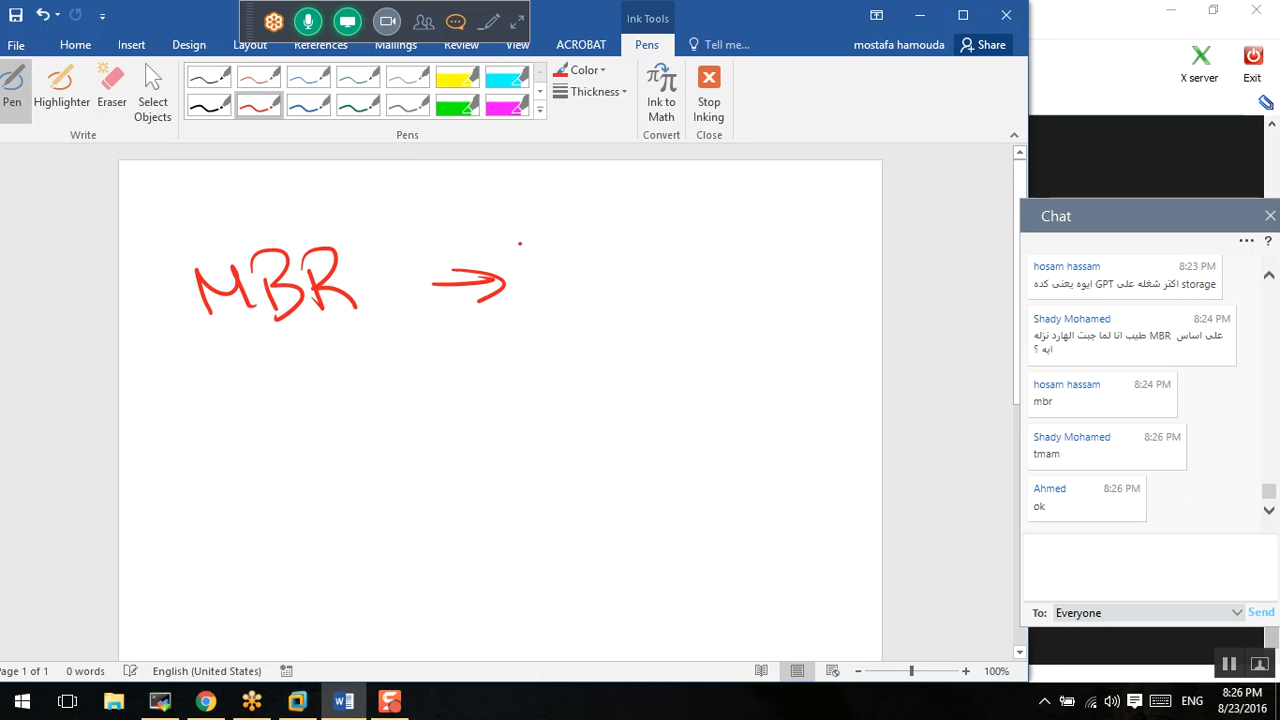 Ink Tools
File
Home
Insert
Design
Layout
References
Mailings
Review
View
ACROBAT
Pens
Tell me...
mostafa hamouda
Share
X server
Exit
Pen
Highlighter
Eraser
Select
Objects
Color
Thickness
Ink to
Math
Stop
Inking
Write
Pens
Convert
Close
MBR →
Chat
hosam hassam 8:23 PM
ايوه يعنى كده GPT اكتر شغله على storage
Shady Mohamed 8:24 PM
طيب انا لما جبت الهارد نزله MBR على اساس
ايه ؟
hosam hassam 8:24 PM
mbr
Shady Mohamed 8:26 PM
tmam
Ahmed 8:26 PM
ok
To: Everyone Send
Page 1 of 1
0 words
English (United States)
100%
ENG
8:26 PM
8/23/2016